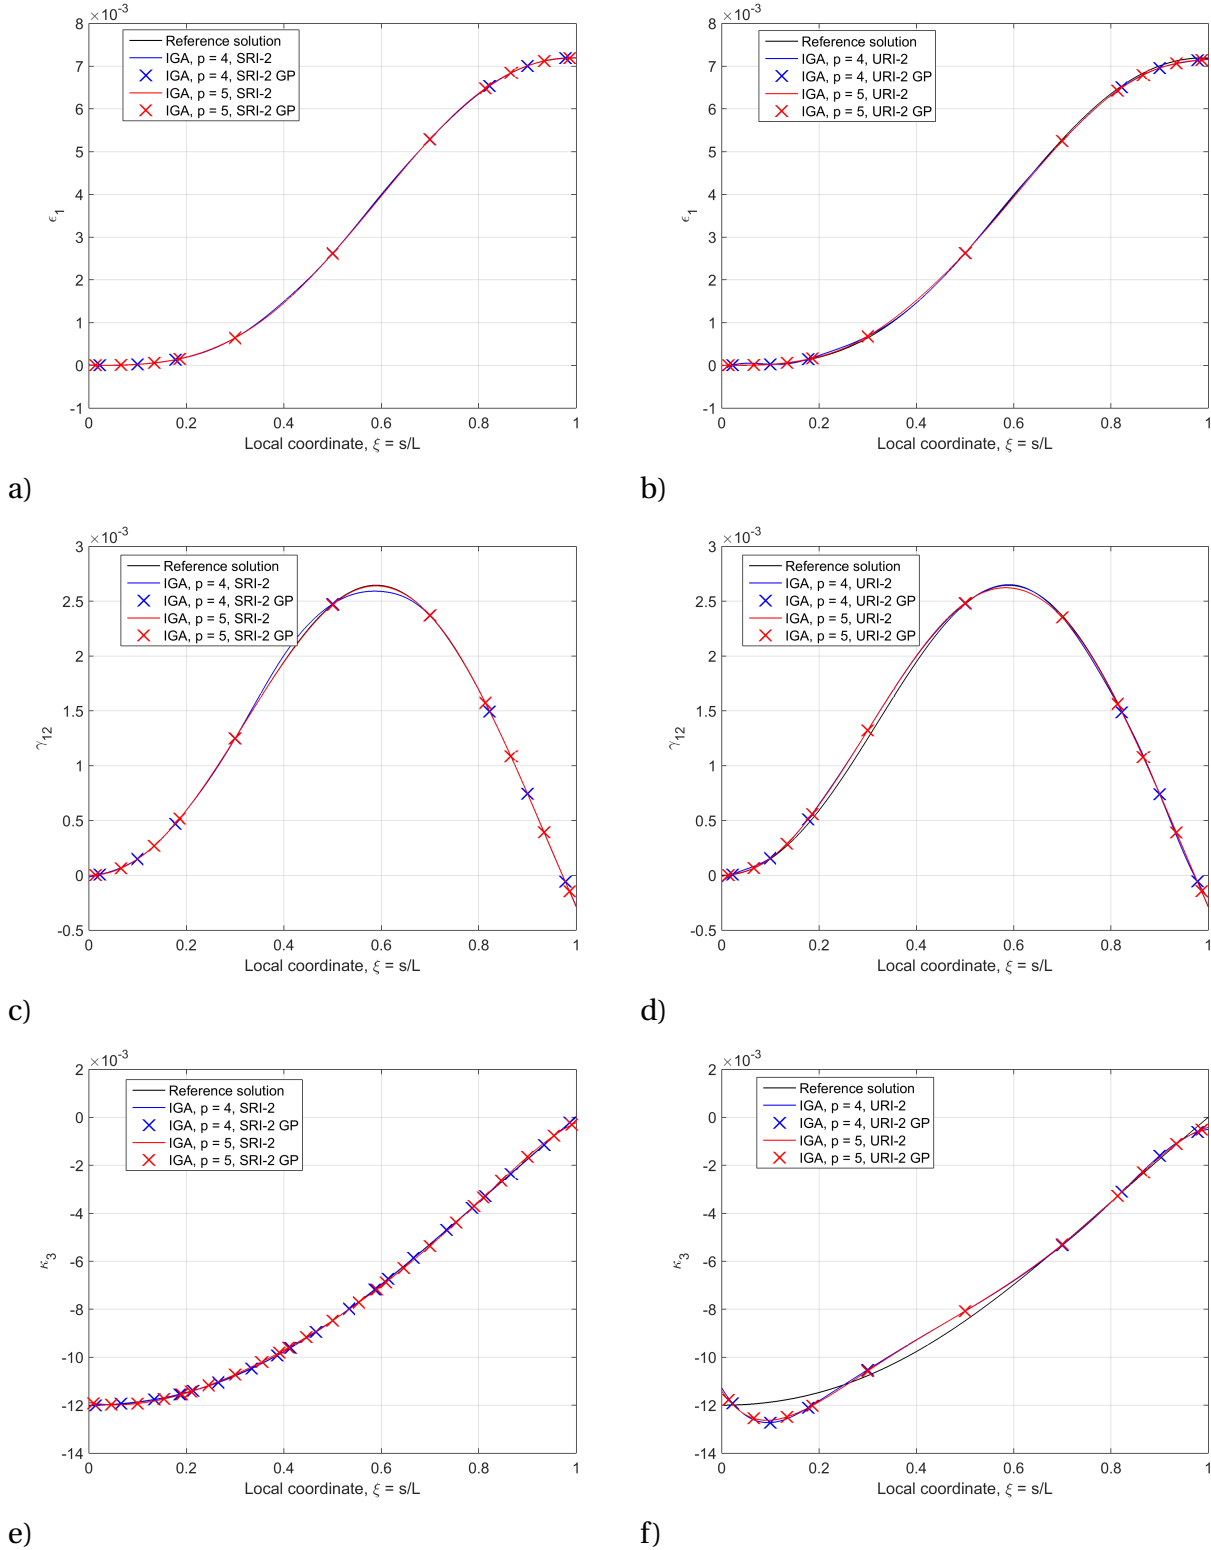 ×10⁻³
8
7
6
5
4
3
2
1
0
-1
ϵ₁
Reference solution
IGA, p = 4, SRI-2
IGA, p = 4, SRI-2 GP
IGA, p = 5, SRI-2
IGA, p = 5, SRI-2 GP
0 0.2 0.4 0.6 0.8 1
Local coordinate, ξ = s/L
a)
×10⁻³
8
7
6
5
4
3
2
1
0
-1
ϵ₁
Reference solution
IGA, p = 4, URI-2
IGA, p = 4, URI-2 GP
IGA, p = 5, URI-2
IGA, p = 5, URI-2 GP
0 0.2 0.4 0.6 0.8 1
Local coordinate, ξ = s/L
b)
×10⁻³
3
2.5
2
1.5
1
0.5
0
-0.5
γ₁₂
Reference solution
IGA, p = 4, SRI-2
IGA, p = 4, SRI-2 GP
IGA, p = 5, SRI-2
IGA, p = 5, SRI-2 GP
0 0.2 0.4 0.6 0.8 1
Local coordinate, ξ = s/L
c)
×10⁻³
3
2.5
2
1.5
1
0.5
0
-0.5
γ₁₂
Reference solution
IGA, p = 4, URI-2
IGA, p = 4, URI-2 GP
IGA, p = 5, URI-2
IGA, p = 5, URI-2 GP
0 0.2 0.4 0.6 0.8 1
Local coordinate, ξ = s/L
d)
×10⁻³
2
0
-2
-4
-6
-8
-10
-12
-14
κ₃
Reference solution
IGA, p = 4, SRI-2
IGA, p = 4, SRI-2 GP
IGA, p = 5, SRI-2
IGA, p = 5, SRI-2 GP
0 0.2 0.4 0.6 0.8 1
Local coordinate, ξ = s/L
e)
×10⁻³
2
0
-2
-4
-6
-8
-10
-12
-14
κ₃
Reference solution
IGA, p = 4, URI-2
IGA, p = 4, URI-2 GP
IGA, p = 5, URI-2
IGA, p = 5, URI-2 GP
0 0.2 0.4 0.6 0.8 1
Local coordinate, ξ = s/L
f)